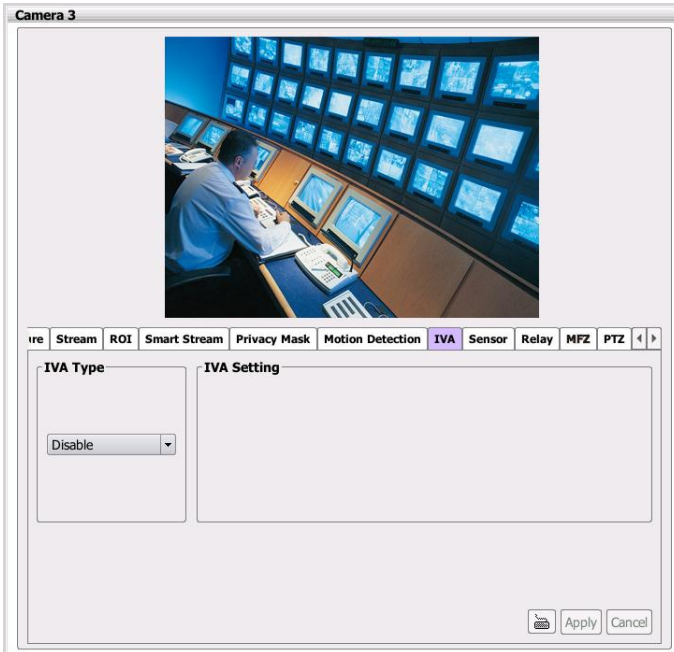 Camera 3
ure Stream ROI Smart Stream Privacy Mask Motion Detection IVA Sensor Relay MFZ PTZ
IVA Type
IVA Setting
Disable
Apply Cancel